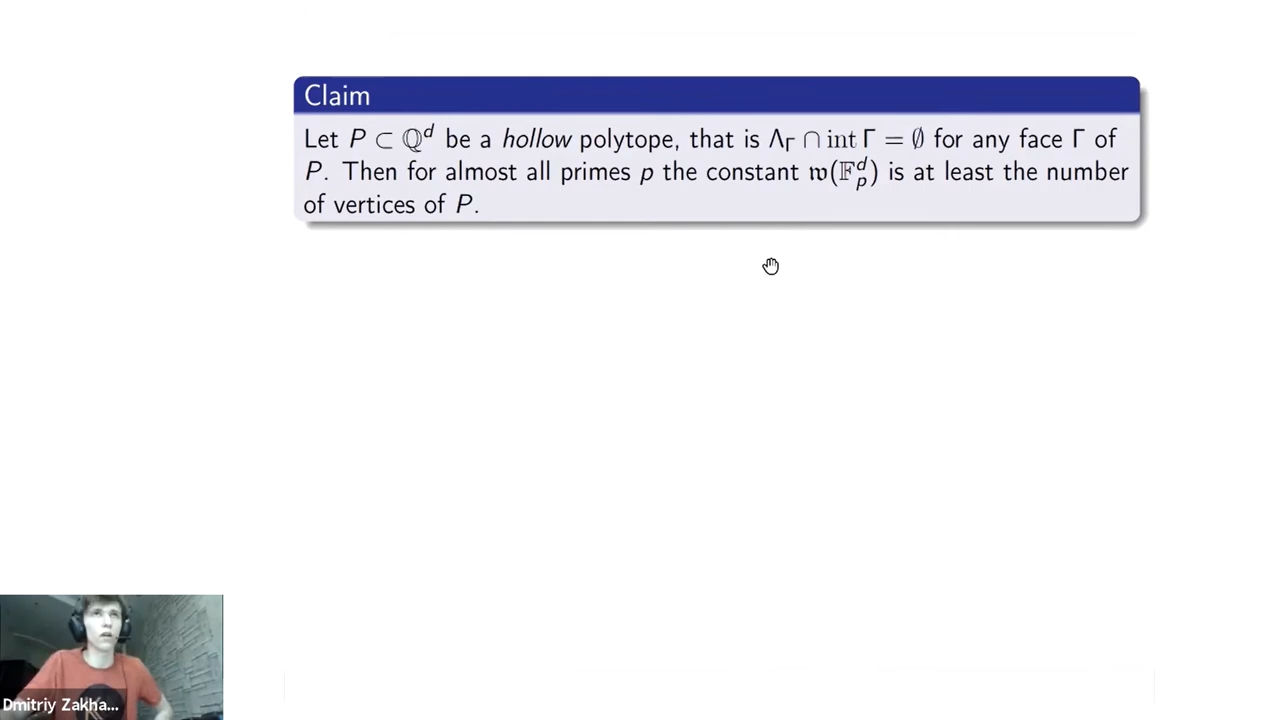 Claim
Let P ⊂ ℚ^d be a hollow polytope, that is Λ_Γ ∩ int Γ = ∅ for any face Γ of
P. Then for almost all primes p the constant 𝔴(𝔽_p^d) is at least the number
of vertices of P.
Dmitriy Zakha...